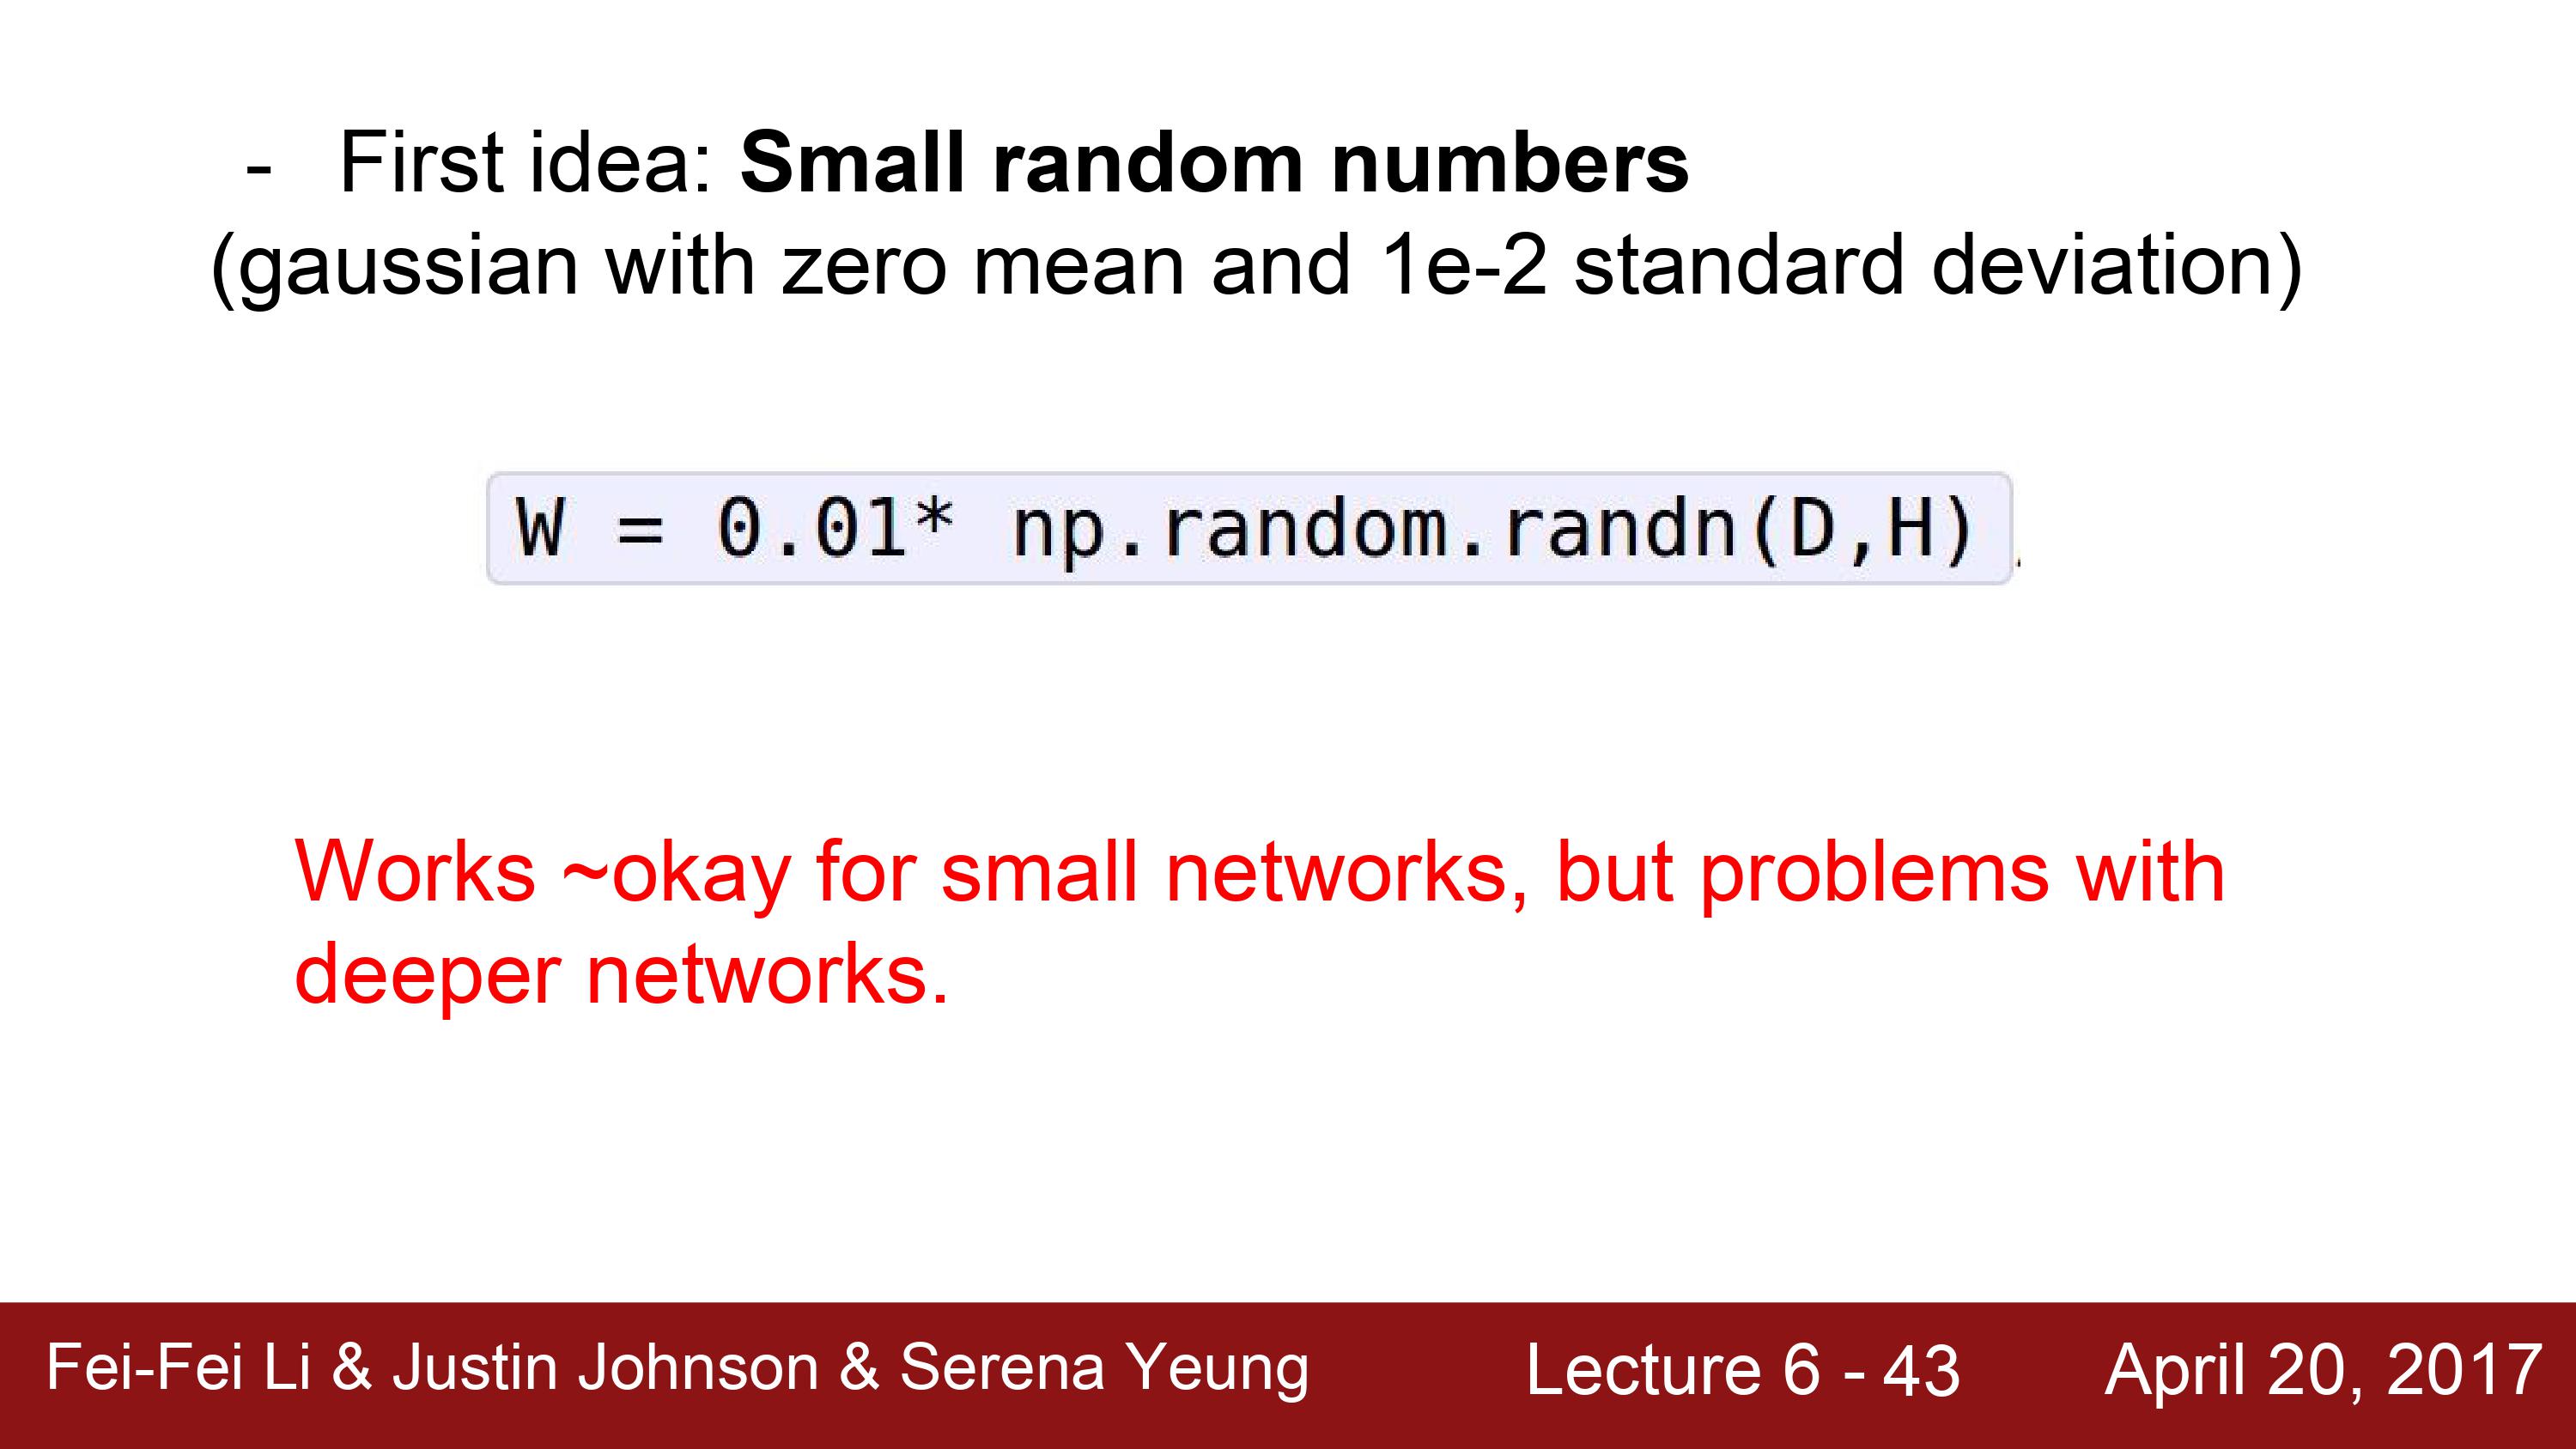 - First idea: Small random numbers
(gaussian with zero mean and 1e-2 standard deviation)
W = 0.01* np.random.randn(D,H)
Works ~okay for small networks, but problems with
deeper networks.
Fei-Fei Li & Justin Johnson & Serena Yeung Lecture 6 - 43 April 20, 2017